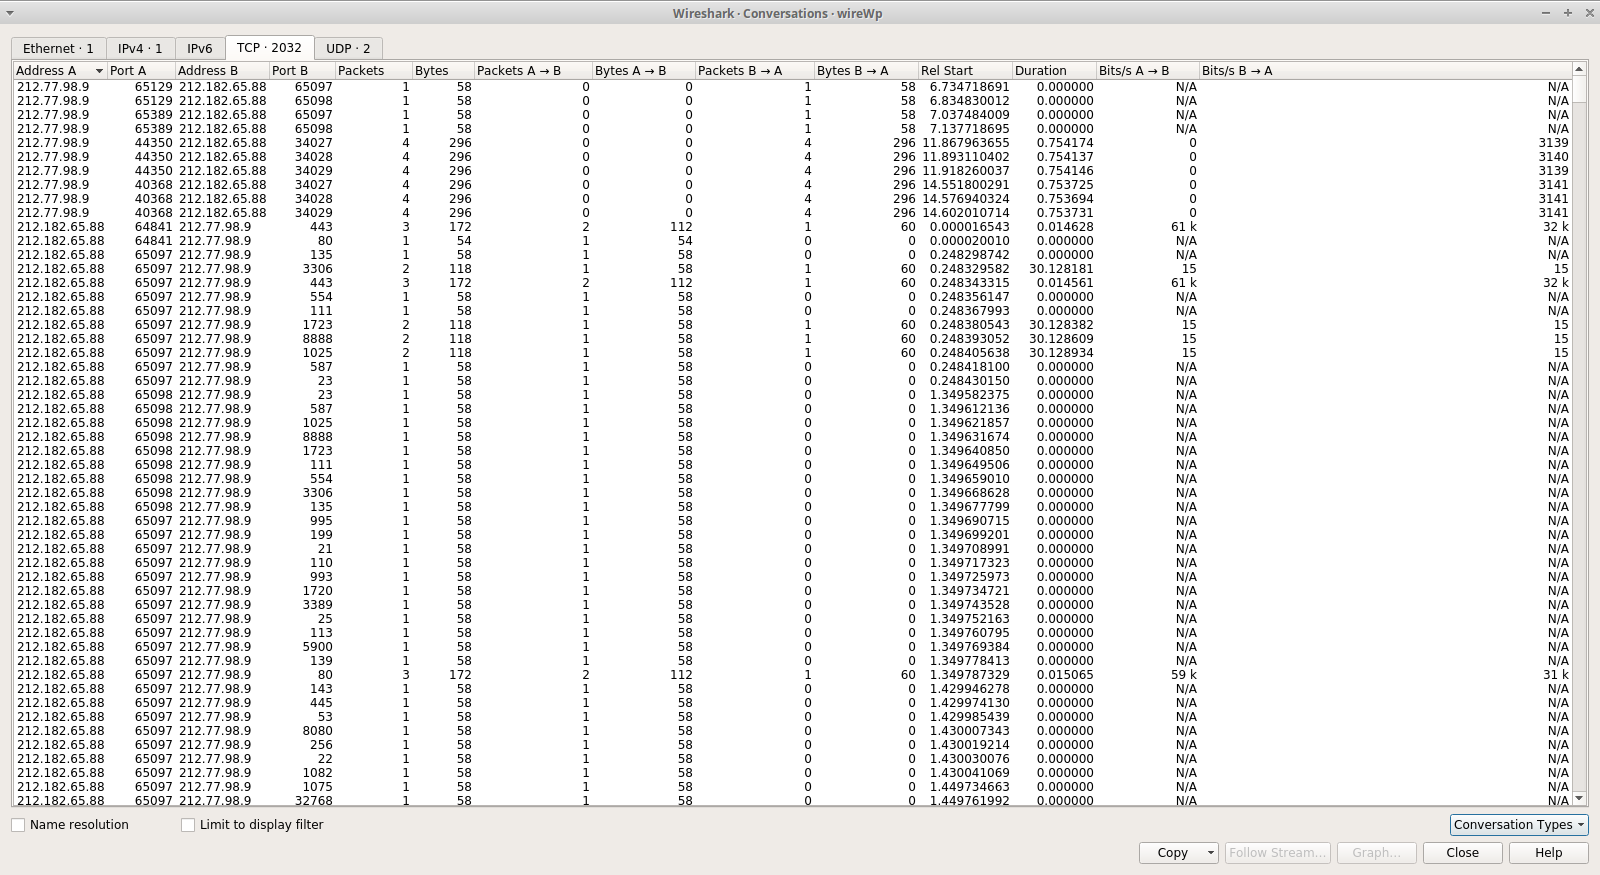 Wireshark · Conversations · wireWp
Ethernet · 1 IPv4 · 1 IPv6 TCP · 2032 UDP · 2
Address A Port A Address B Port B Packets Bytes Packets A → B Bytes A → B Packets B → A Bytes B → A Rel Start Duration Bits/s A → B Bits/s B → A
212.77.98.9 65129 212.182.65.88 65097 1 58 0 0 1 58 6.734718691 0.000000 N/A N/A
212.77.98.9 65129 212.182.65.88 65098 1 58 0 0 1 58 6.834830012 0.000000 N/A N/A
212.77.98.9 65389 212.182.65.88 65097 1 58 0 0 1 58 7.037484009 0.000000 N/A N/A
212.77.98.9 65389 212.182.65.88 65098 1 58 0 0 1 58 7.137718695 0.000000 N/A N/A
212.77.98.9 44350 212.182.65.88 34027 4 296 0 0 4 296 11.867963655 0.754174 0 3139
212.77.98.9 44350 212.182.65.88 34028 4 296 0 0 4 296 11.893110402 0.754137 0 3140
212.77.98.9 44350 212.182.65.88 34029 4 296 0 0 4 296 11.918260037 0.754146 0 3139
212.77.98.9 40368 212.182.65.88 34027 4 296 0 0 4 296 14.551800291 0.753725 0 3141
212.77.98.9 40368 212.182.65.88 34028 4 296 0 0 4 296 14.576940324 0.753694 0 3141
212.77.98.9 40368 212.182.65.88 34029 4 296 0 0 4 296 14.602010714 0.753731 0 3141
212.182.65.88 64841 212.77.98.9 443 3 172 2 112 1 60 0.000016543 0.014628 61 k 32 k
212.182.65.88 64841 212.77.98.9 80 1 54 1 54 0 0 0.000020010 0.000000 N/A N/A
212.182.65.88 65097 212.77.98.9 135 1 58 1 58 0 0 0.248298742 0.000000 N/A N/A
212.182.65.88 65097 212.77.98.9 3306 2 118 1 58 1 60 0.248329582 30.128181 15 15
212.182.65.88 65097 212.77.98.9 443 3 172 2 112 1 60 0.248343315 0.014561 61 k 32 k
212.182.65.88 65097 212.77.98.9 554 1 58 1 58 0 0 0.248356147 0.000000 N/A N/A
212.182.65.88 65097 212.77.98.9 111 1 58 1 58 0 0 0.248367993 0.000000 N/A N/A
212.182.65.88 65097 212.77.98.9 1723 2 118 1 58 1 60 0.248380543 30.128382 15 15
212.182.65.88 65097 212.77.98.9 8888 2 118 1 58 1 60 0.248393052 30.128609 15 15
212.182.65.88 65097 212.77.98.9 1025 2 118 1 58 1 60 0.248405638 30.128934 15 15
212.182.65.88 65097 212.77.98.9 587 1 58 1 58 0 0 0.248418100 0.000000 N/A N/A
212.182.65.88 65097 212.77.98.9 23 1 58 1 58 0 0 0.248430150 0.000000 N/A N/A
212.182.65.88 65098 212.77.98.9 23 1 58 1 58 0 0 1.349582375 0.000000 N/A N/A
212.182.65.88 65098 212.77.98.9 587 1 58 1 58 0 0 1.349612136 0.000000 N/A N/A
212.182.65.88 65098 212.77.98.9 1025 1 58 1 58 0 0 1.349621857 0.000000 N/A N/A
212.182.65.88 65098 212.77.98.9 8888 1 58 1 58 0 0 1.349631674 0.000000 N/A N/A
212.182.65.88 65098 212.77.98.9 1723 1 58 1 58 0 0 1.349640850 0.000000 N/A N/A
212.182.65.88 65098 212.77.98.9 111 1 58 1 58 0 0 1.349649506 0.000000 N/A N/A
212.182.65.88 65098 212.77.98.9 554 1 58 1 58 0 0 1.349659010 0.000000 N/A N/A
212.182.65.88 65098 212.77.98.9 3306 1 58 1 58 0 0 1.349668628 0.000000 N/A N/A
212.182.65.88 65098 212.77.98.9 135 1 58 1 58 0 0 1.349677799 0.000000 N/A N/A
212.182.65.88 65097 212.77.98.9 995 1 58 1 58 0 0 1.349690715 0.000000 N/A N/A
212.182.65.88 65097 212.77.98.9 199 1 58 1 58 0 0 1.349699201 0.000000 N/A N/A
212.182.65.88 65097 212.77.98.9 21 1 58 1 58 0 0 1.349708991 0.000000 N/A N/A
212.182.65.88 65097 212.77.98.9 110 1 58 1 58 0 0 1.349717323 0.000000 N/A N/A
212.182.65.88 65097 212.77.98.9 993 1 58 1 58 0 0 1.349725973 0.000000 N/A N/A
212.182.65.88 65097 212.77.98.9 1720 1 58 1 58 0 0 1.349734721 0.000000 N/A N/A
212.182.65.88 65097 212.77.98.9 3389 1 58 1 58 0 0 1.349743528 0.000000 N/A N/A
212.182.65.88 65097 212.77.98.9 25 1 58 1 58 0 0 1.349752163 0.000000 N/A N/A
212.182.65.88 65097 212.77.98.9 113 1 58 1 58 0 0 1.349760795 0.000000 N/A N/A
212.182.65.88 65097 212.77.98.9 5900 1 58 1 58 0 0 1.349769384 0.000000 N/A N/A
212.182.65.88 65097 212.77.98.9 139 1 58 1 58 0 0 1.349778413 0.000000 N/A N/A
212.182.65.88 65097 212.77.98.9 80 3 172 2 112 1 60 1.349787329 0.015065 59 k 31 k
212.182.65.88 65097 212.77.98.9 143 1 58 1 58 0 0 1.429946278 0.000000 N/A N/A
212.182.65.88 65097 212.77.98.9 445 1 58 1 58 0 0 1.429974130 0.000000 N/A N/A
212.182.65.88 65097 212.77.98.9 53 1 58 1 58 0 0 1.429985439 0.000000 N/A N/A
212.182.65.88 65097 212.77.98.9 8080 1 58 1 58 0 0 1.430007343 0.000000 N/A N/A
212.182.65.88 65097 212.77.98.9 256 1 58 1 58 0 0 1.430019214 0.000000 N/A N/A
212.182.65.88 65097 212.77.98.9 22 1 58 1 58 0 0 1.430030076 0.000000 N/A N/A
212.182.65.88 65097 212.77.98.9 1082 1 58 1 58 0 0 1.430041069 0.000000 N/A N/A
212.182.65.88 65097 212.77.98.9 1075 1 58 1 58 0 0 1.449734663 0.000000 N/A N/A
212.182.65.88 65097 212.77.98.9 32768 1 58 1 58 0 0 1.449761992 0.000000 N/A N/A
Name resolution Limit to display filter Conversation Types
Copy Follow Stream... Graph... Close Help